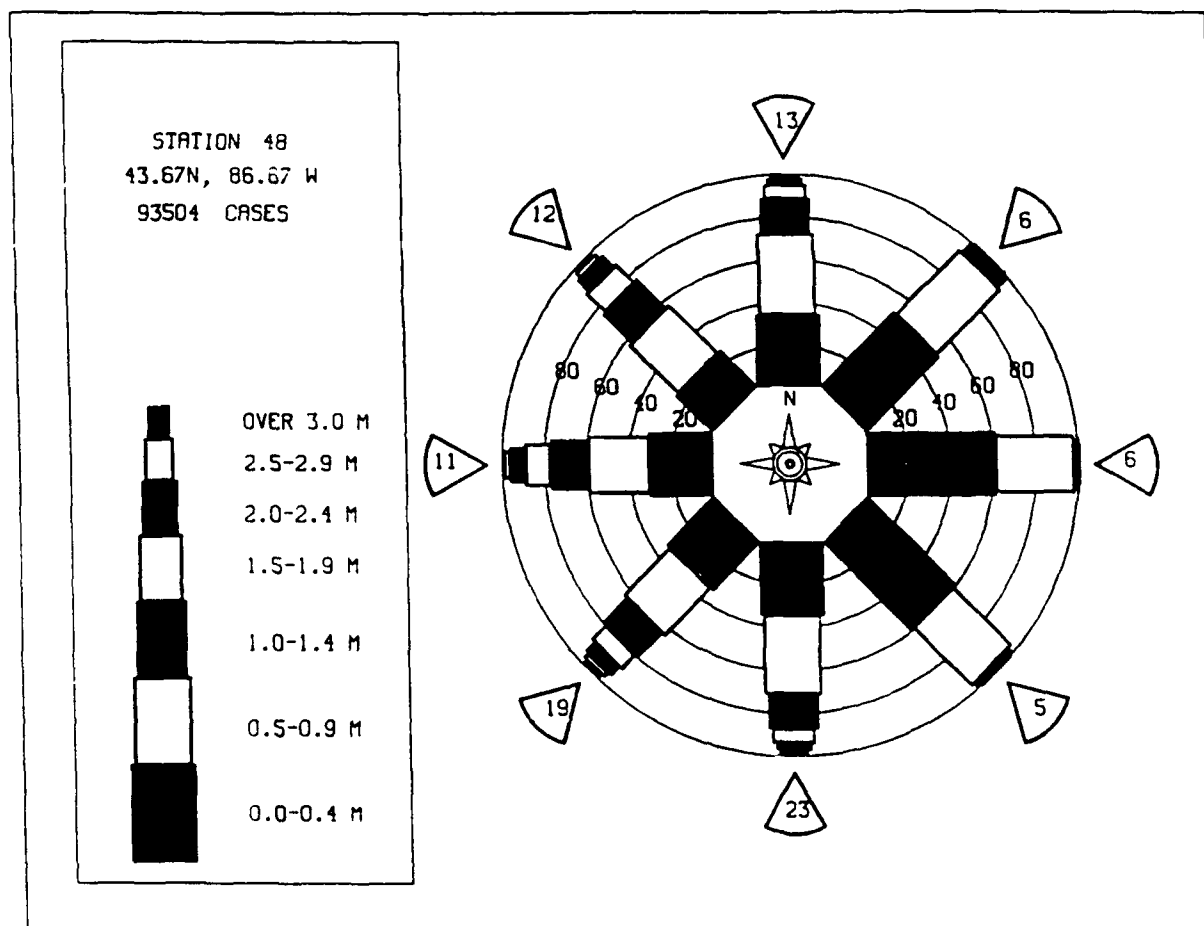 STATION 48
43.67N, 86.67 W
93504 CASES
OVER 3.0 M
2.5-2.9 M
2.0-2.4 M
1.5-1.9 M
1.0-1.4 M
0.5-0.9 M
0.0-0.4 M
13
12
6
80
60
40
20
N
20
40
60
80
11
6
19
5
23